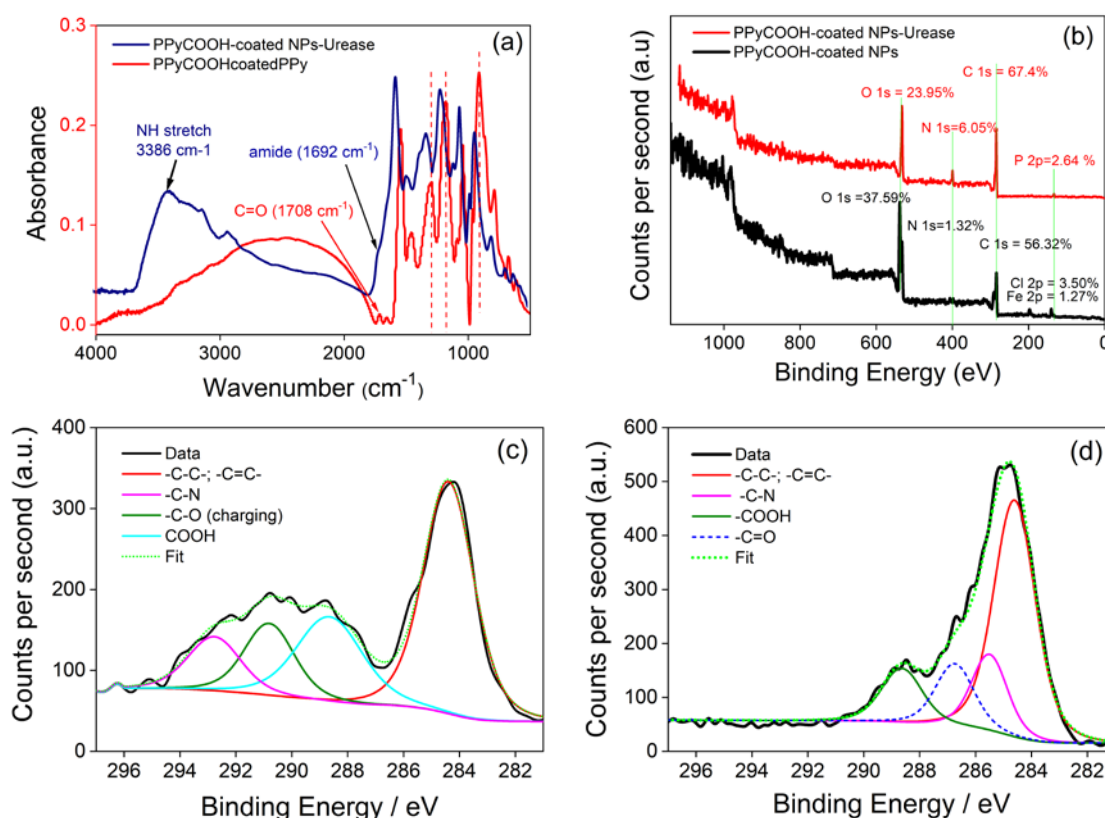 (a)
PPyCOOH-coated NPs-Urease
PPyCOOHcoatedPPy
NH stretch
3386 cm-1
amide (1692 cm⁻¹)
C=O (1708 cm⁻¹)
0.3
0.2
0.1
0.0
Absorbance
4000
3000
2000
1000
Wavenumber (cm⁻¹)
(b)
PPyCOOH-coated NPs-Urease
PPyCOOH-coated NPs
C 1s = 67.4%
O 1s = 23.95%
N 1s=6.05%
P 2p=2.64 %
O 1s =37.59%
N 1s=1.32%
C 1s = 56.32%
Cl 2p = 3.50%
Fe 2p = 1.27%
Counts per second (a.u)
1000
800
600
400
200
0
Binding Energy (eV)
(c)
Data
-C-C-; -C=C-
-C-N
-C-O (charging)
COOH
Fit
400
300
200
100
0
Counts per second (a.u.)
296
294
292
290
288
286
284
282
Binding Energy / eV
(d)
Data
-C-C-; -C=C-
-C-N
-COOH
-C=O
Fit
600
500
400
300
200
100
0
Counts per second (a.u.)
296
294
292
290
288
286
284
282
Binding Energy / eV